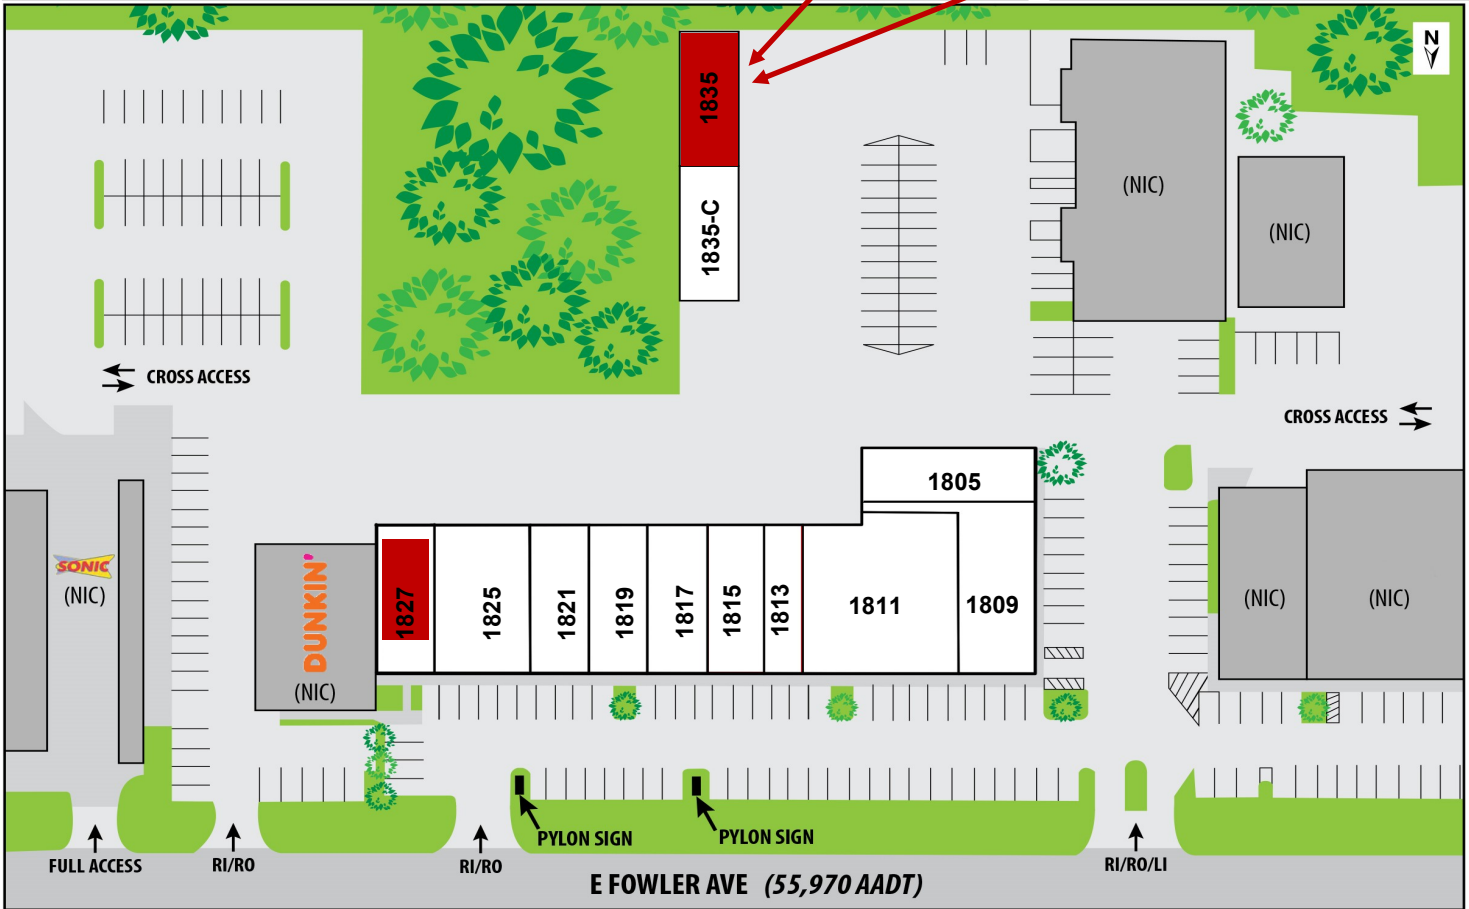 N
1835
(NIC)
1835-C
(NIC)
CROSS ACCESS
CROSS ACCESS
1805
SONIC
(NIC)
DUNKIN'
(NIC)
1827
1825
1821
1819
1817
1815
1813
1811
1809
(NIC)
(NIC)
PYLON SIGN
PYLON SIGN
FULL ACCESS
RI/RO
RI/RO
RI/RO/LI
E FOWLER AVE (55,970 AADT)